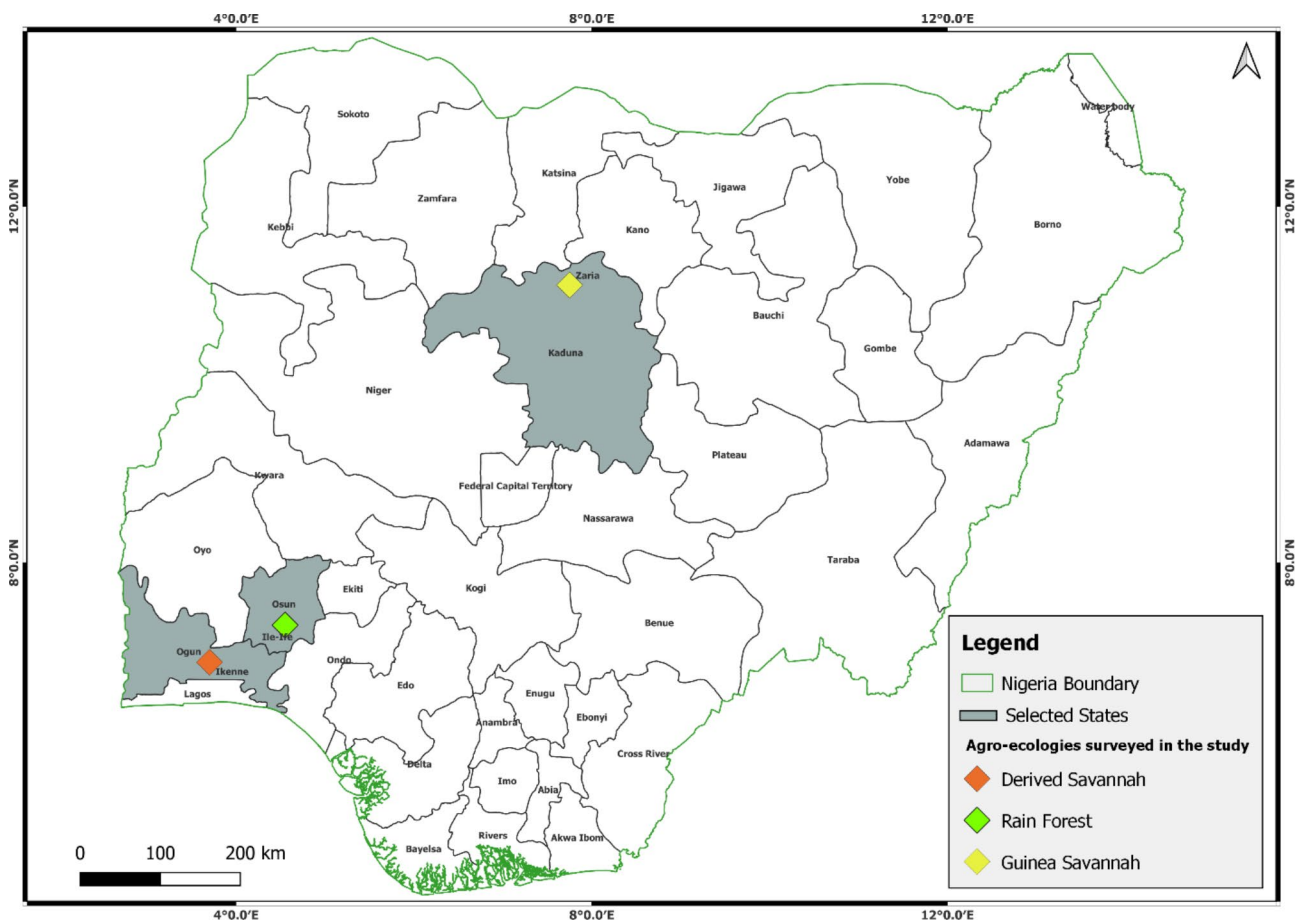 4°0.0'E 8°0.0'E 12°0.0'E
Water body
Sokoto
Katsina
Yobe
Jigawa
Zamfara
12°0.0'N 12°0.0'N
Borno
Kebbi
Kano
Zaria
Bauchi
Gombe
Kaduna
Niger
Adamawa
Plateau
Kwara
Federal Capital Territory
Nassarawa
Oyo
8°0.0'N 8°0.0'N
Taraba
Ekiti
Kogi
Osun
Benue
Ile-Ife
Ogun
Ondo
Ikenne
Edo
Lagos
Enugu
Ebonyi
Anambra
Cross River
Delta
Imo
Abia
Rivers
Akwa Ibom
Bayelsa
Legend
Nigeria Boundary
Selected States
Agro-ecologies surveyed in the study
Derived Savannah
Rain Forest
Guinea Savannah
0 100 200 km
4°0.0'E 8°0.0'E 12°0.0'E